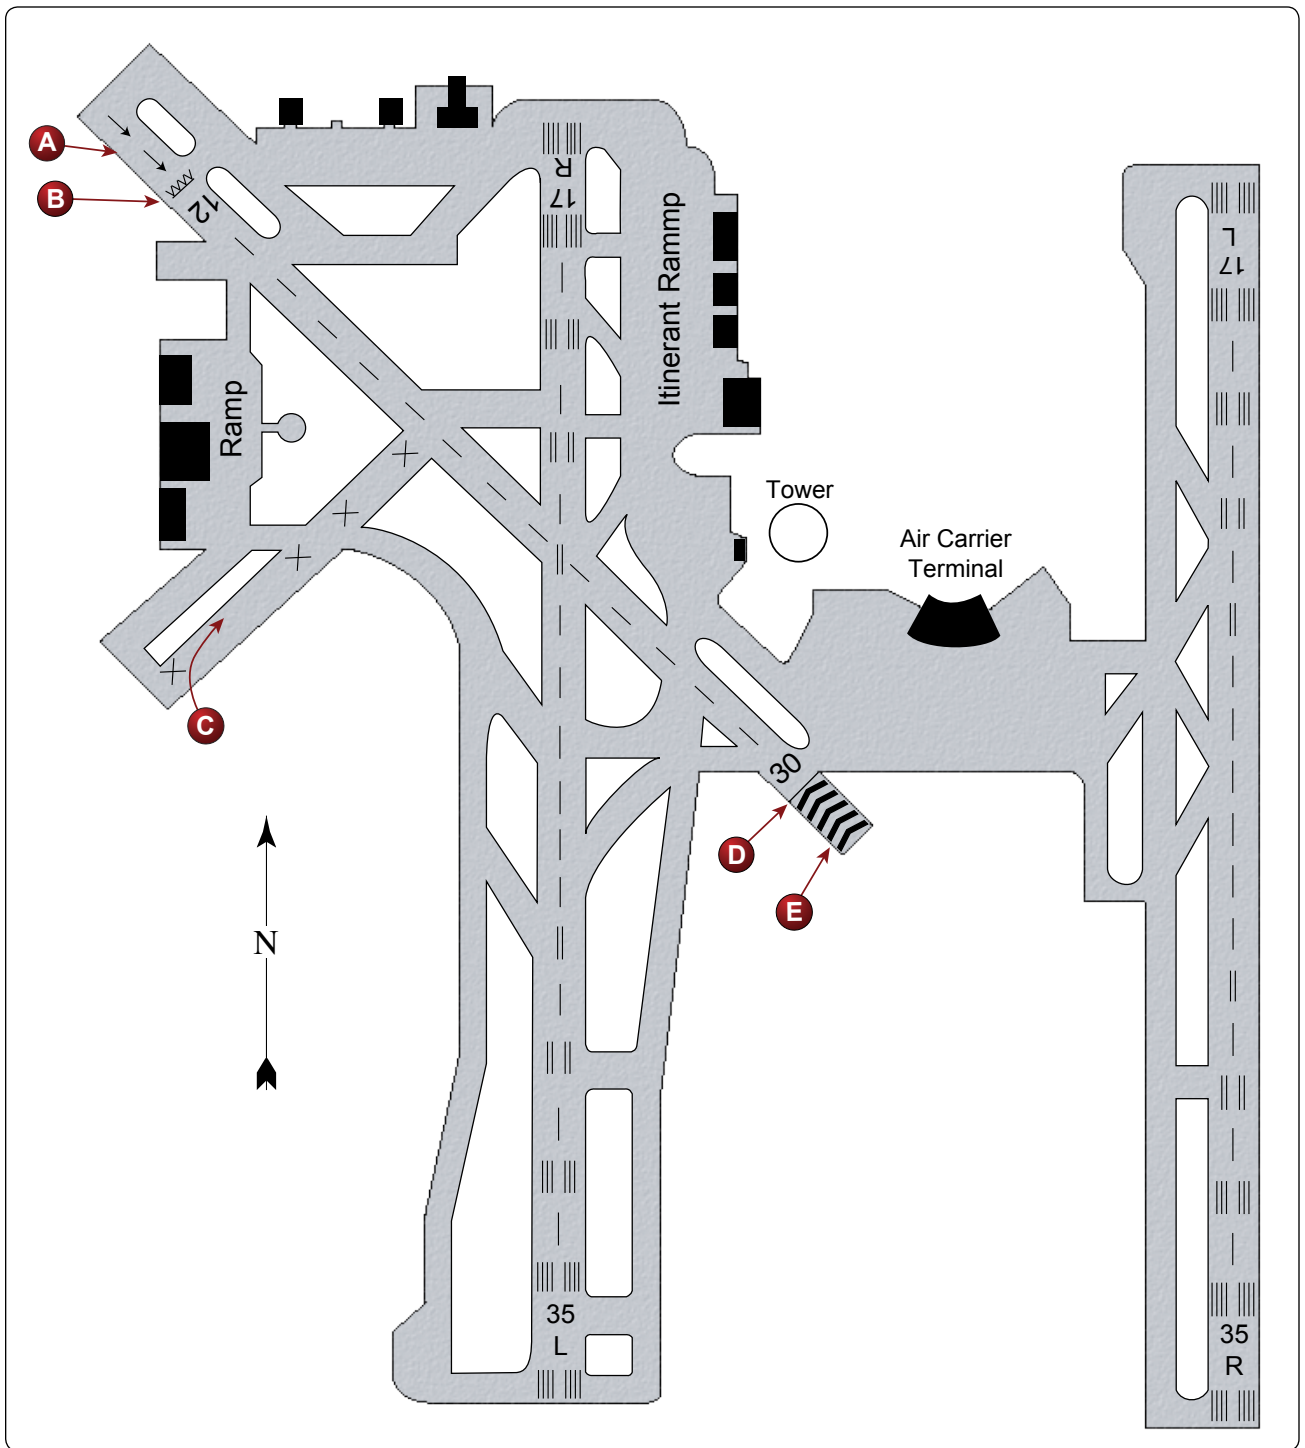 A
B
12
R
17
Itinerant Rammp
L
17
Ramp
Tower
Air Carrier
Terminal
C
30
D
E
N
35
L
35
R